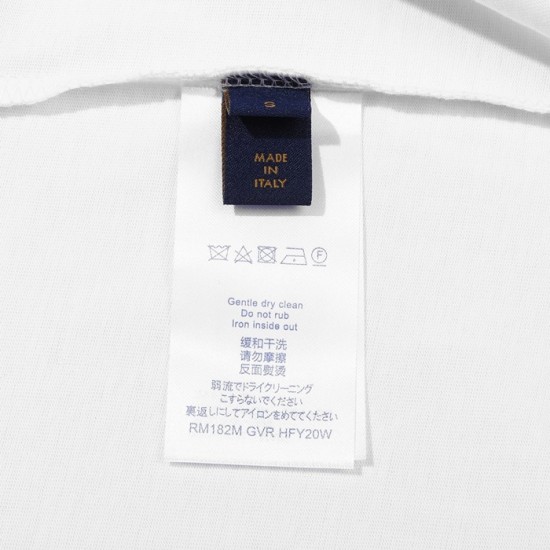 S
MADE
IN
ITALY
F
Gentle dry clean
Do not rub
Iron inside out
缓和干洗
请勿摩擦
反面熨烫
弱流でドライクリーニング
こすらないでください
裏返しにしてアイロンをあててください
RM182M GVR HFY20W